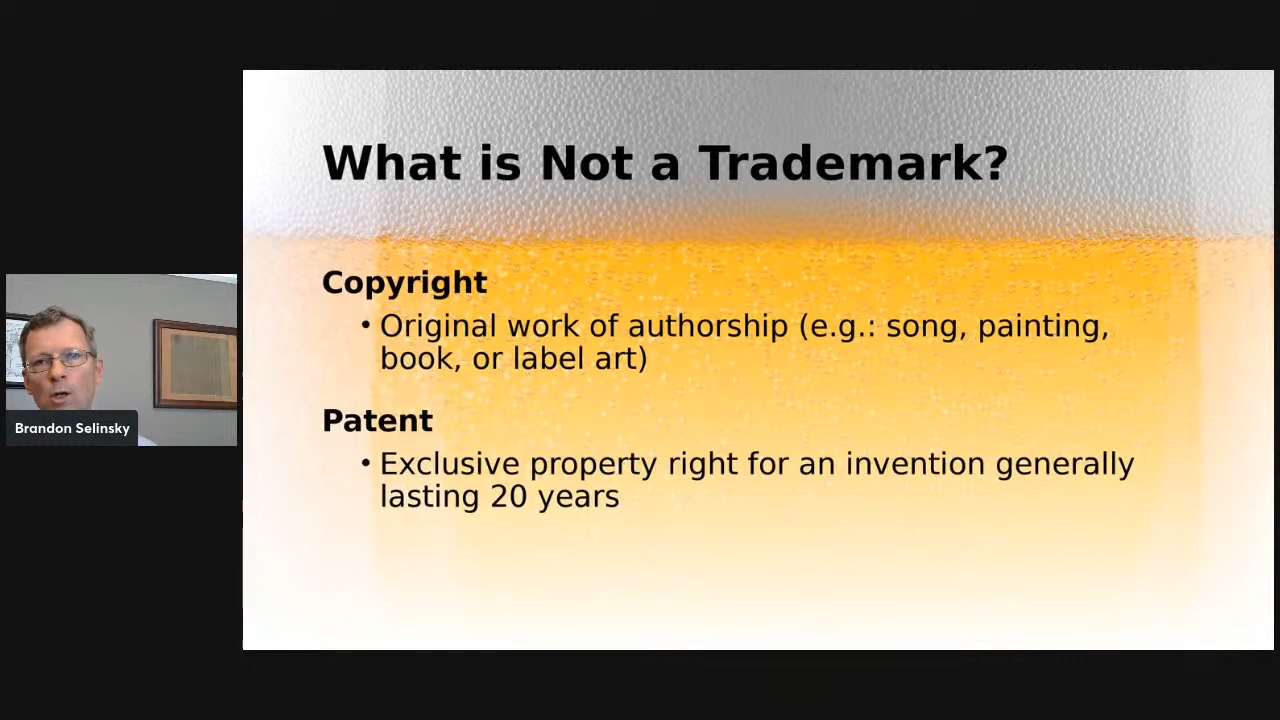 What is Not a Trademark?
Copyright
• Original work of authorship (e.g.: song, painting,
book, or label art)
Patent
• Exclusive property right for an invention generally
lasting 20 years
Brandon Selinsky